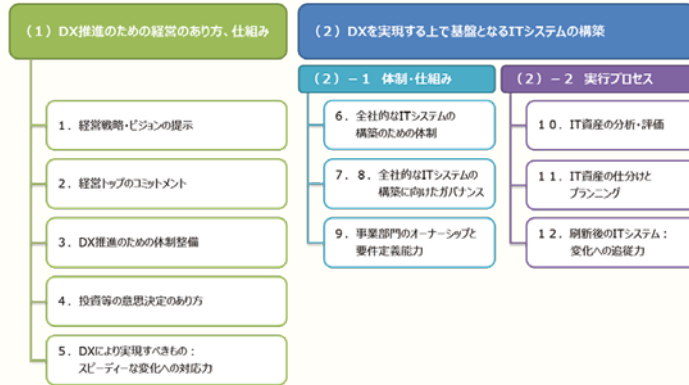 (1)DX推進のための経営のあり方、仕組み
1.経営戦略・ビジョンの提示
2.経営トップのコミットメント
3.DX推進のための体制整備
4.投資等の意思決定のあり方
5.DXにより実現すべきもの:
スピーディーな変化への対応力
(2)DXを実現する上で基盤となるITシステムの構築
(2)-1 体制・仕組み
6.全社的なITシステムの
構築のための体制
7.8.全社的なITシステムの
構築に向けたガバナンス
9.事業部門のオーナーシップと
要件定義能力
(2)-2 実行プロセス
10.IT資産の分析・評価
11.IT資産の仕分けと
プランニング
12.刷新後のITシステム:
変化への追従力